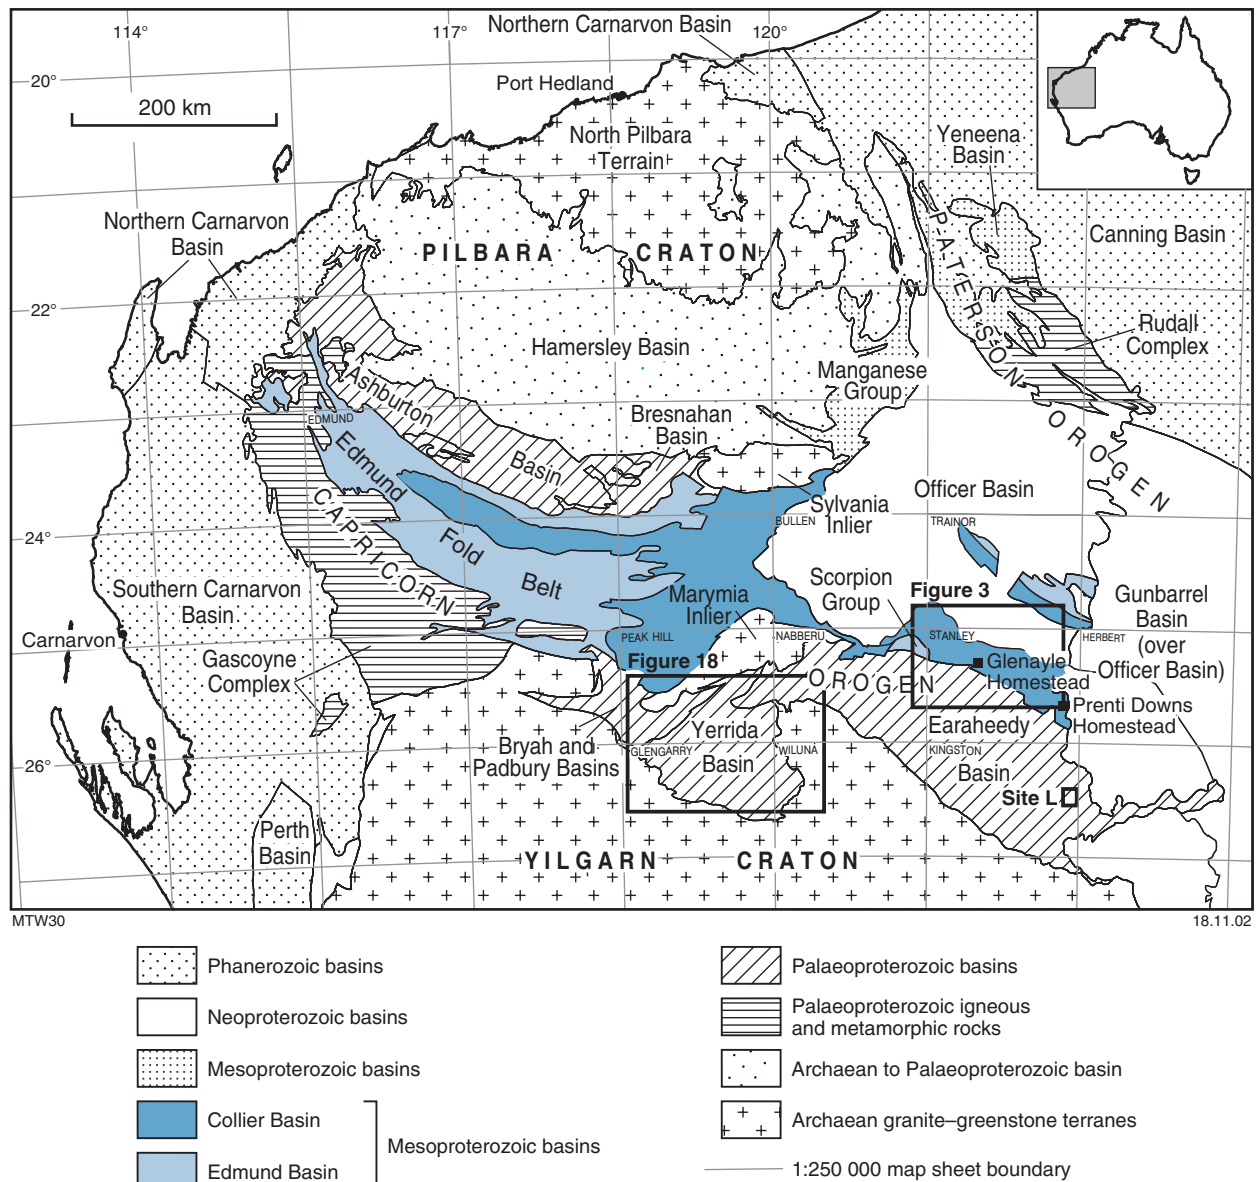 114°
117°
Northern Carnarvon Basin
120°
20°
200 km
Port Hedland
North Pilbara
Terrain
Yeneena
Basin
Northern Carnarvon
Basin
PILBARA CRATON
PATERSON
Canning Basin
22°
Hamersley Basin
Rudall
Complex
Manganese
Group
Ashburton
Basin
Bresnahan
Basin
EDMUND
OROGEN
Edmund
Fold
Belt
CAPRICORN
Sylvania
Inlier
Officer Basin
BULLEN
TRAINOR
24°
Southern Carnarvon
Basin
Marymia
Inlier
Scorpion
Group
Figure 3
Gunbarrel
Basin
(over
Officer Basin)
Carnarvon
PEAK HILL
NABBERU
STANLEY
HERBERT
Gascoyne
Complex
Figure 18
OROGEN
Glenayle
Homestead
Prenti Downs
Homestead
Bryah and
Padbury Basins
GLENGARRY
Yerrida
Basin
WILUNA
Earaheedy
KINGSTON
Basin
26°
Site L
Perth
Basin
YILGARN CRATON
MTW30
18.11.02
Phanerozoic basins
Neoproterozoic basins
Mesoproterozoic basins
Collier Basin
Edmund Basin
Mesoproterozoic basins
Palaeoproterozoic basins
Palaeoproterozoic igneous
and metamorphic rocks
Archaean to Palaeoproterozoic basin
Archaean granite–greenstone terranes
1:250 000 map sheet boundary